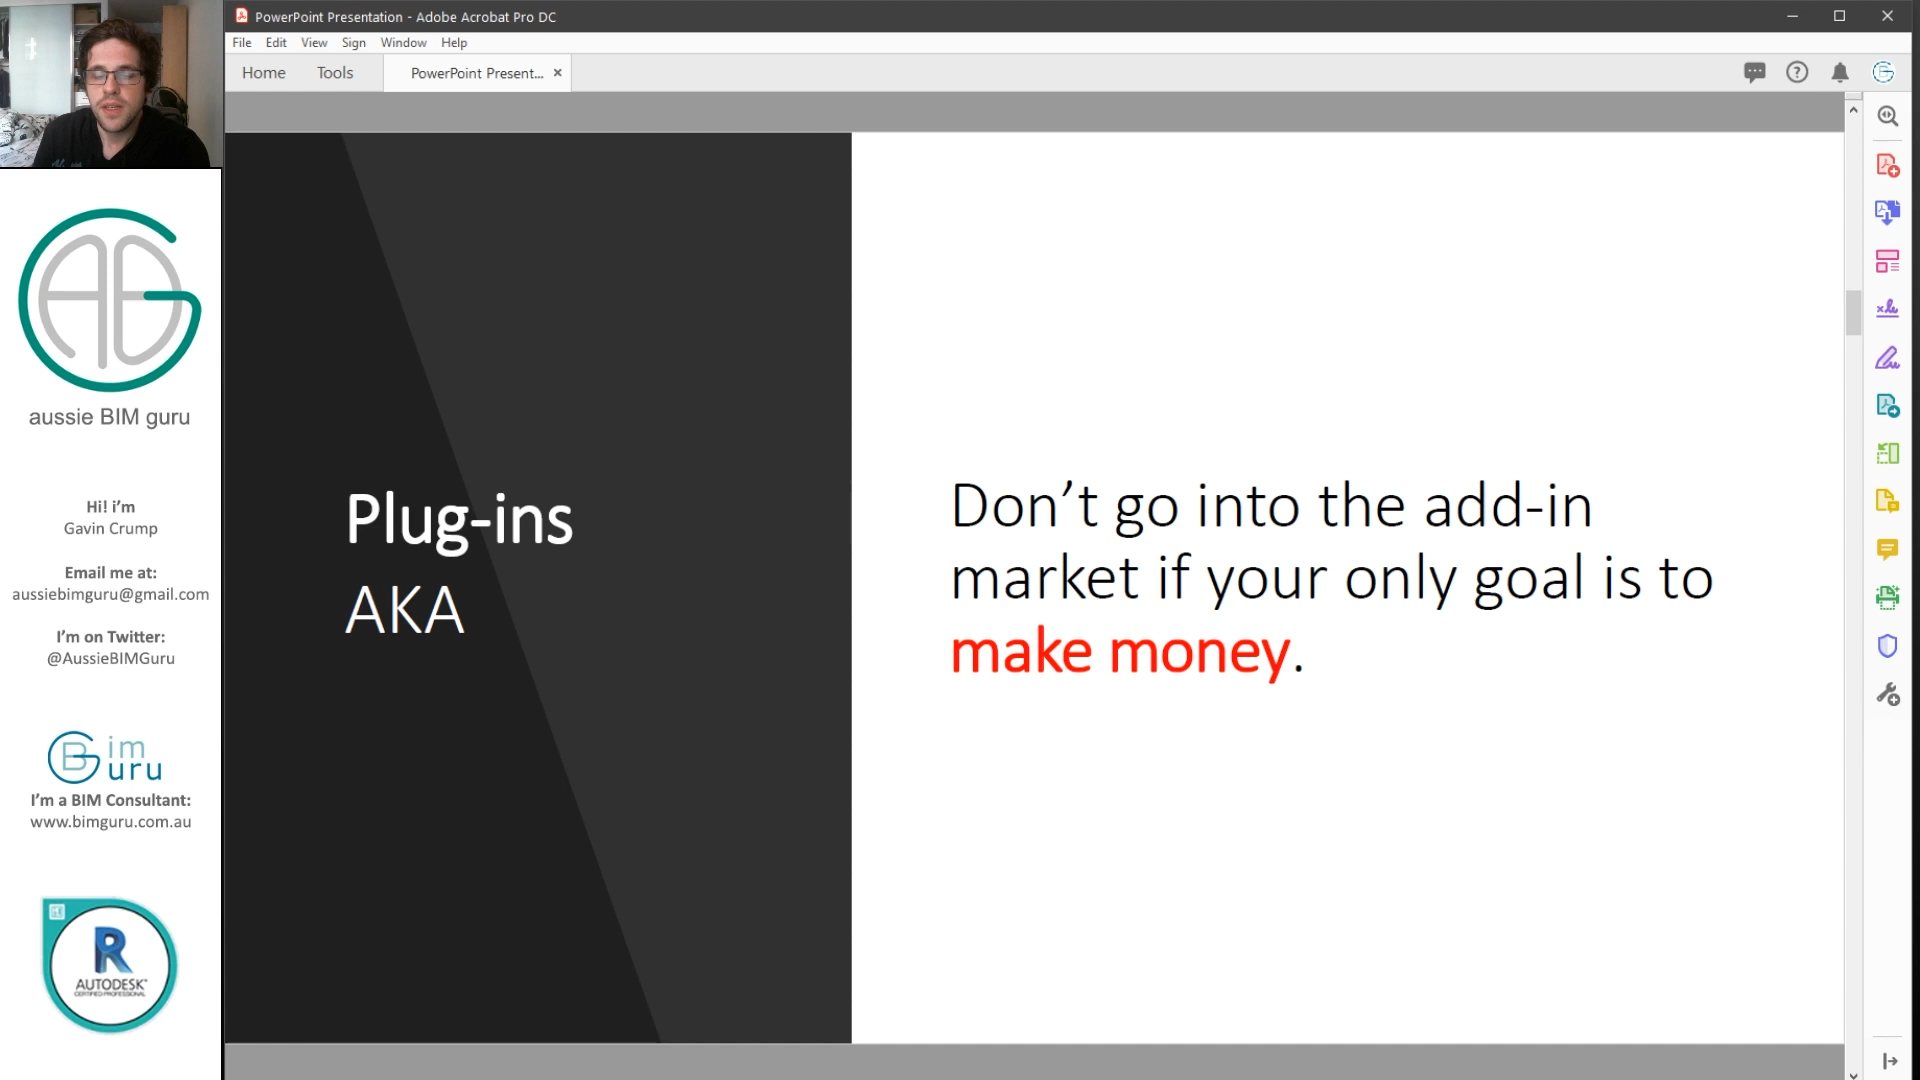 PowerPoint Presentation - Adobe Acrobat Pro DC
File Edit View Sign Window Help
Home Tools PowerPoint Present... ×
aussie BIM guru
Hi! i'm
Gavin Crump
Email me at:
aussiebimguru@gmail.com
I'm on Twitter:
@AussieBIMGuru
BG im
uru
I'm a BIM Consultant:
www.bimguru.com.au
R
AUTODESK
CERTIFIED PROFESSIONAL
Plug-ins
AKA
Don't go into the add-in
market if your only goal is to
make money.